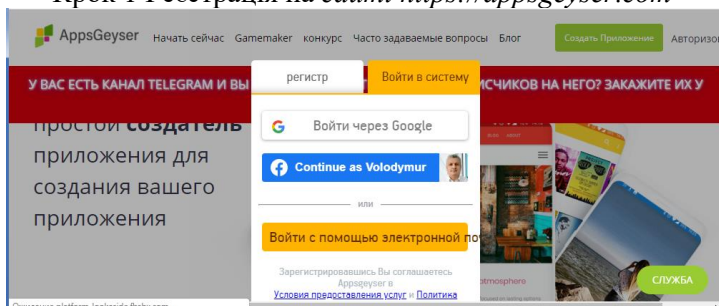 Крок 1 Реєстрація на сайті https://appsgeyser.com
AppsGeyser Начать сейчас Gamemaker конкурс Часто задаваемые вопросы Блог Создать Приложение Авторизо
регистр Войти в систему
У ВАС ЕСТЬ КАНАЛ TELEGRAM И ВЫ ИСЧИКОВ НА НЕГО? ЗАКАЖИТЕ ИХ У
простой создатель
приложения для
создания вашего
приложения
Войти через Google
Continue as Volodymur
или
Войти с помощью электронной по
Зарегистрировавшись Вы соглашаетесь
Appsgeyser в
Условия предоставления услуг и Политика
atmosphere
СЛУЖБА